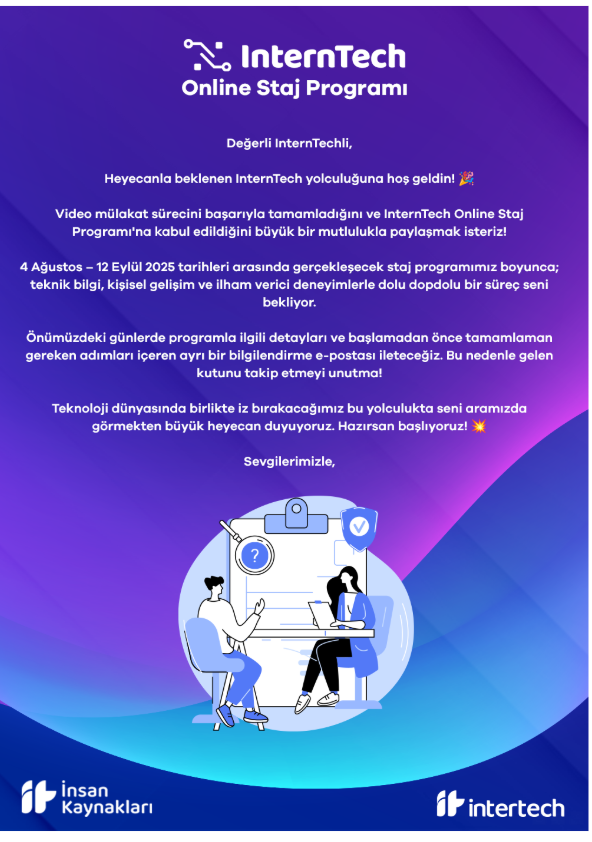 InternTech
Online Staj Programı
Değerli InternTechli,
Heyecanla beklenen InternTech yolculuğuna hoş geldin! 🎉
Video mülakat sürecini başarıyla tamamladığını ve InternTech Online Staj
Programı'na kabul edildiğini büyük bir mutlulukla paylaşmak isteriz!
4 Ağustos – 12 Eylül 2025 tarihleri arasında gerçekleşecek staj programımız boyunca;
teknik bilgi, kişisel gelişim ve ilham verici deneyimlerle dolu dopdolu bir süreç seni
bekliyor.
Önümüzdeki günlerde programla ilgili detayları ve başlamadan önce tamamlaman
gereken adımları içeren ayrı bir bilgilendirme e-postası ileteceğiz. Bu nedenle gelen
kutunu takip etmeyi unutma!
Teknoloji dünyasında birlikte iz bırakacağımız bu yolculukta seni aramızda
görmekten büyük heyecan duyuyoruz. Hazırsan başlıyoruz! 💥
Sevgilerimizle,
?
İnsan
Kaynakları
intertech